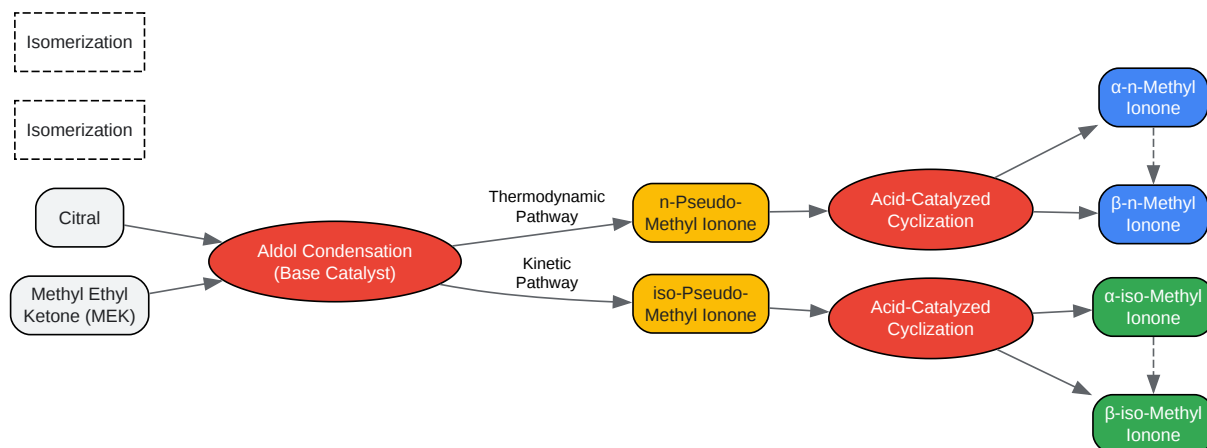 Isomerization
Isomerization
Citral
Methyl Ethyl
Ketone (MEK)
Aldol Condensation
(Base Catalyst)
Thermodynamic
Pathway
Kinetic
Pathway
n-Pseudo-
Methyl Ionone
iso-Pseudo-
Methyl Ionone
Acid-Catalyzed
Cyclization
Acid-Catalyzed
Cyclization
α-n-Methyl
Ionone
β-n-Methyl
Ionone
α-iso-Methyl
Ionone
β-iso-Methyl
Ionone